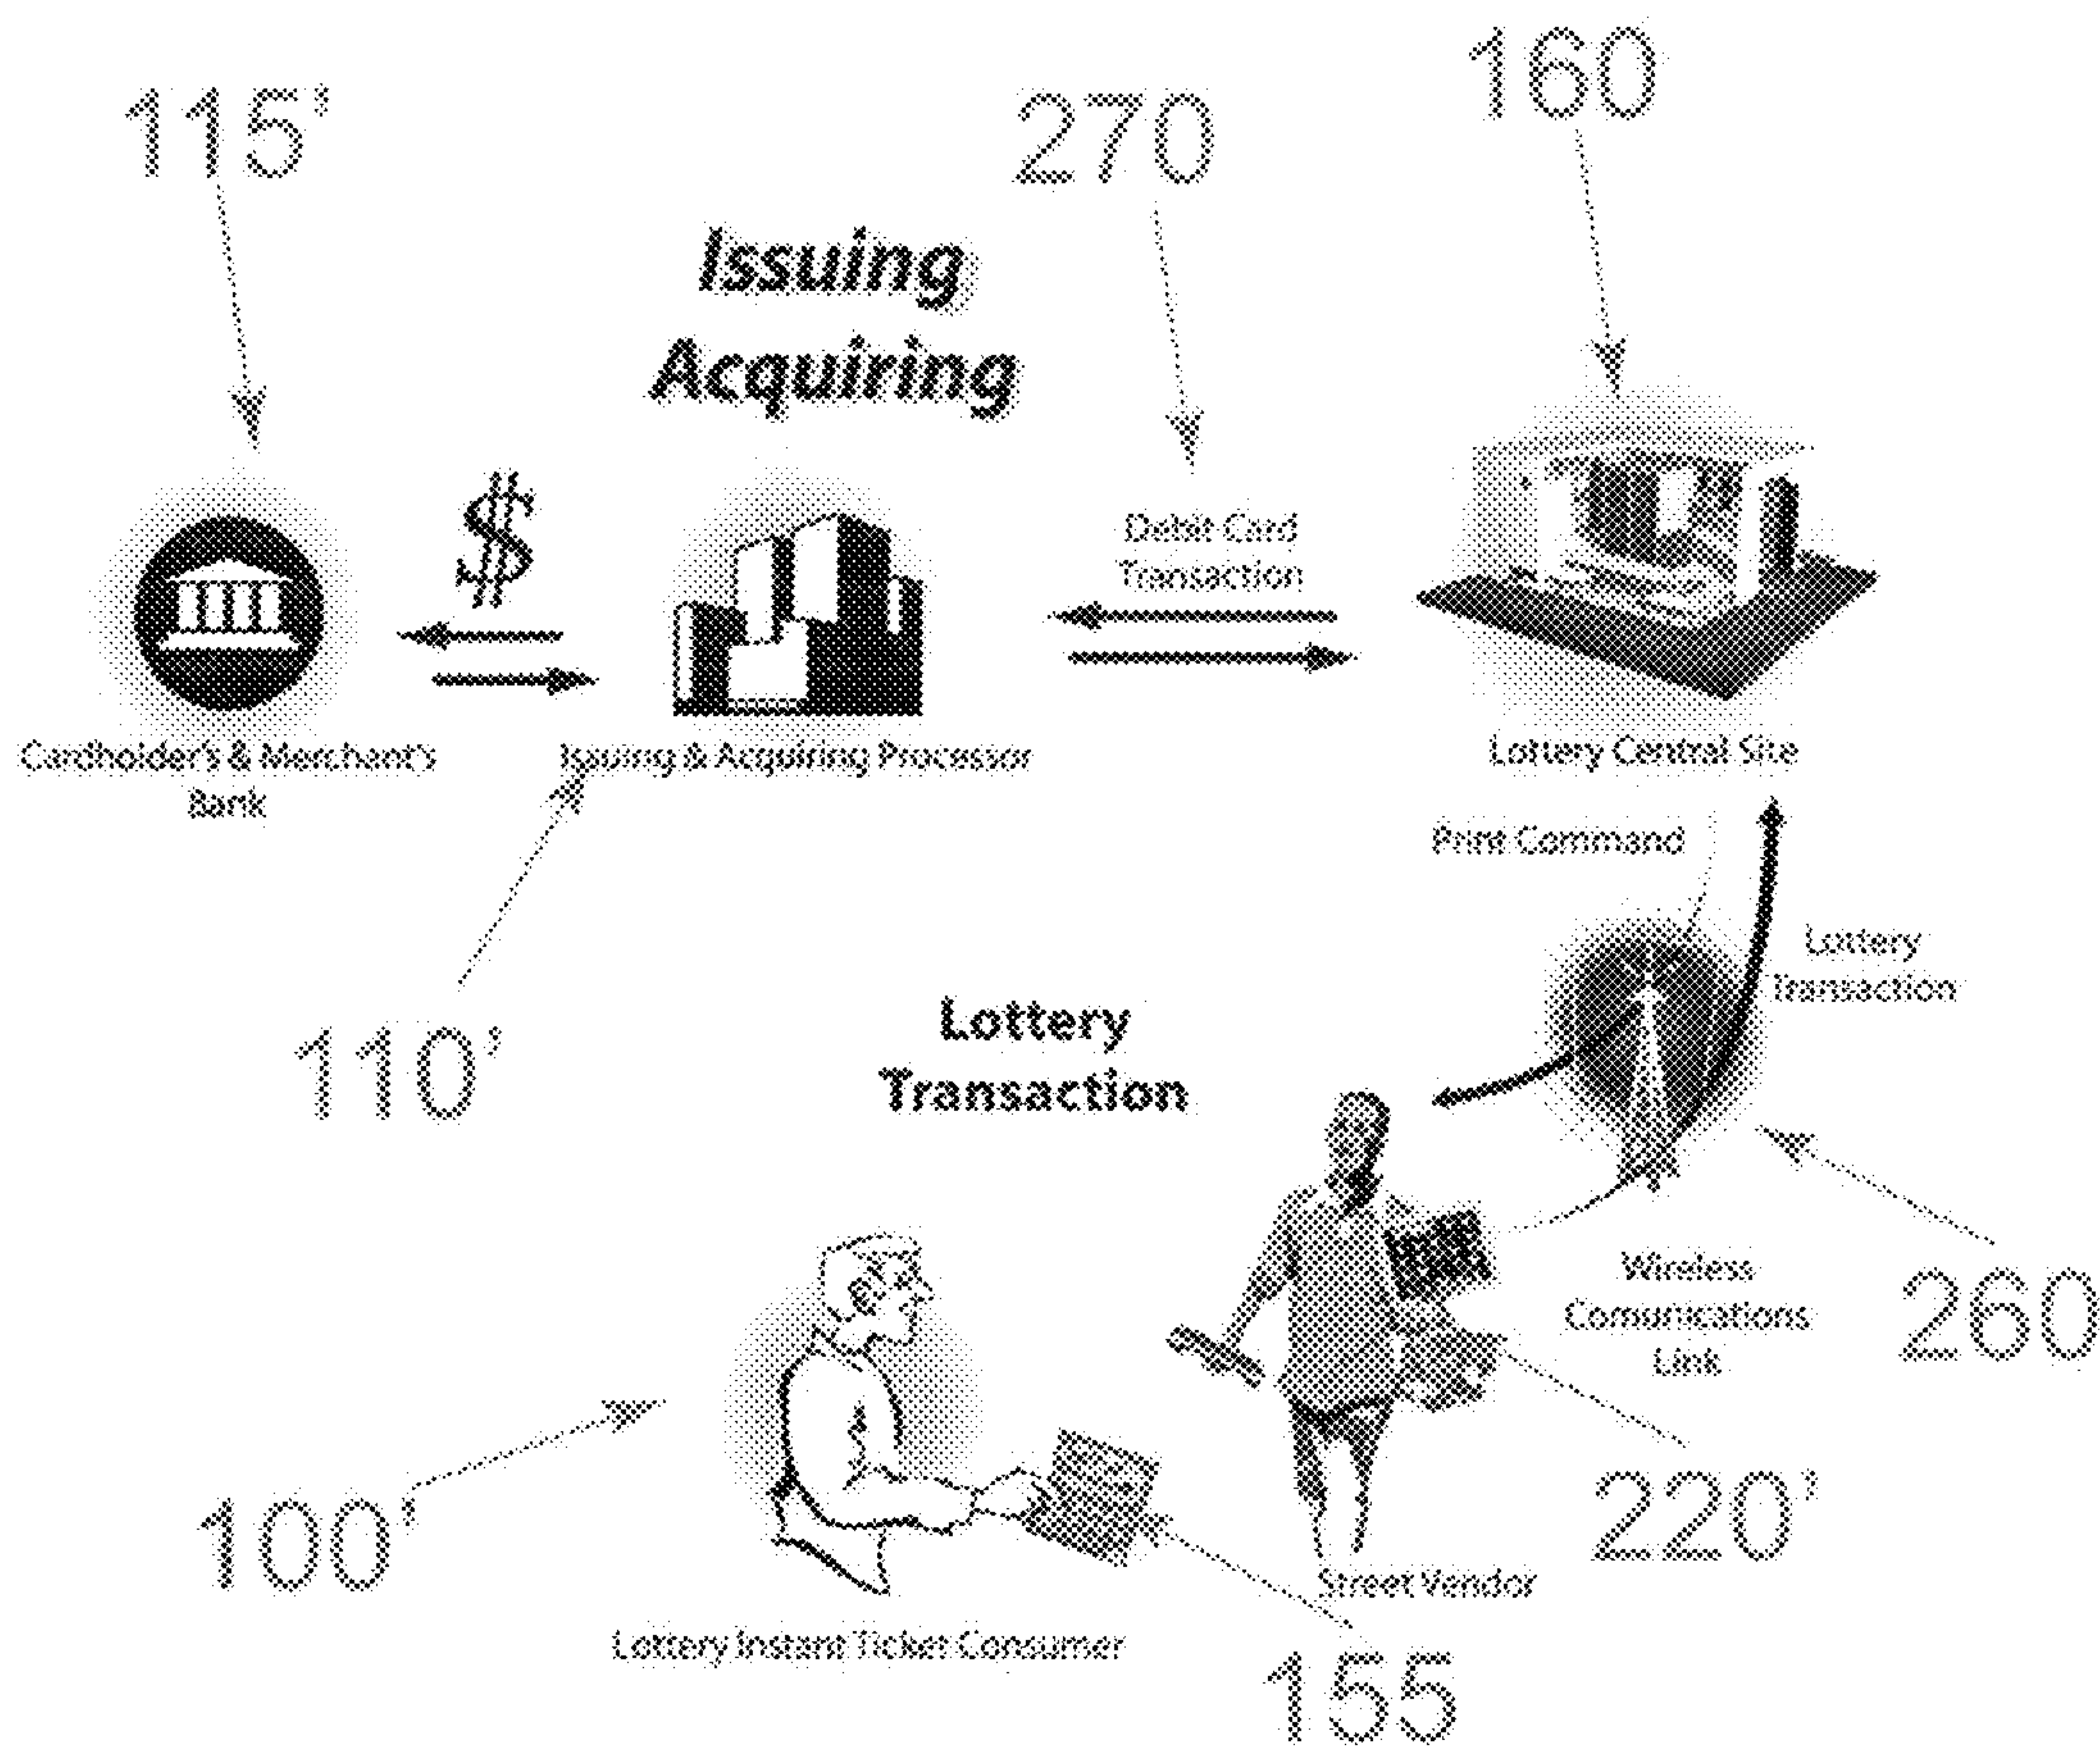 160
115'
270
Issuing
Acquiring
$
Debit Card
Transaction
Cardholder's & Merchant's
Bank
Issuing & Acquiring Processor
Lottery Central Site
Print Command
Lottery
Transaction
110'
Lottery
Transaction
Wireless
Comunications
Link
260
100'
220'
Street Vendor
Lottery Instant Ticket Consumer
155